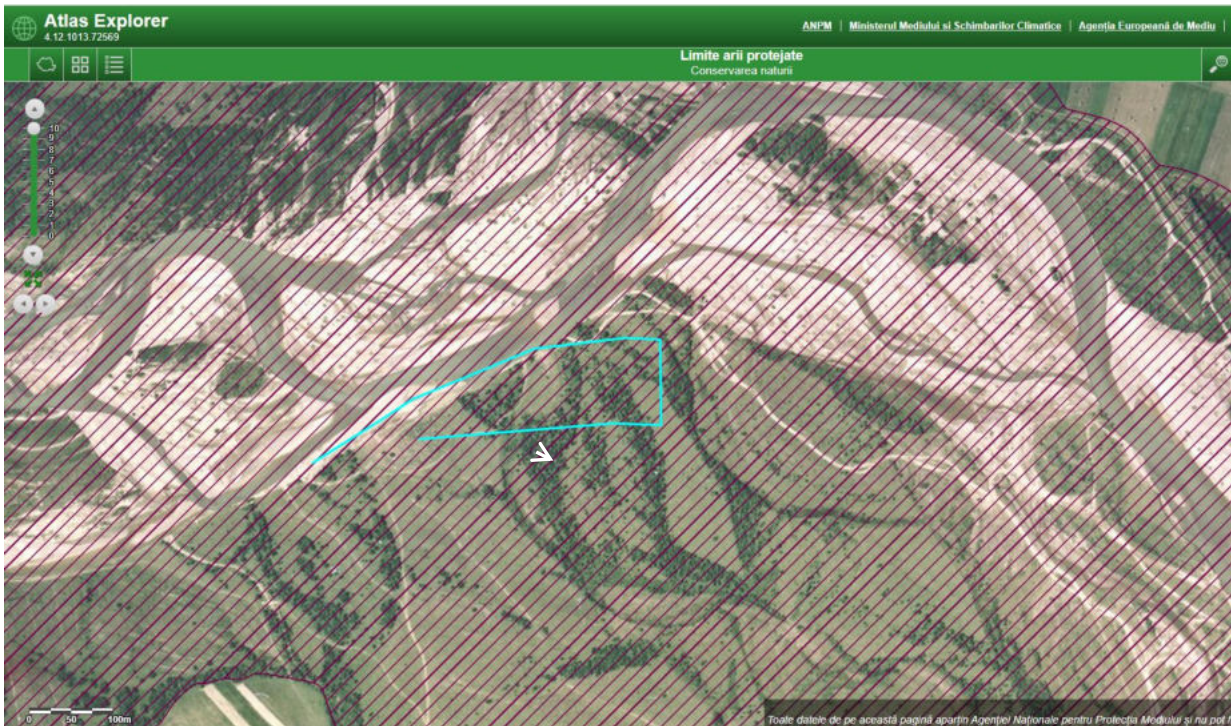 Atlas Explorer
4.12.1013.72569
ANPM | Ministerul Mediului si Schimbarilor Climatice | Agenția Europeană de Mediu |
Limite arii protejate
Conservarea naturii
10
9
8
7
6
5
4
3
2
1
0
0 50 100m
Toate datele de pe această pagină aparțin Agenției Naționale pentru Protecția Mediului și nu pot